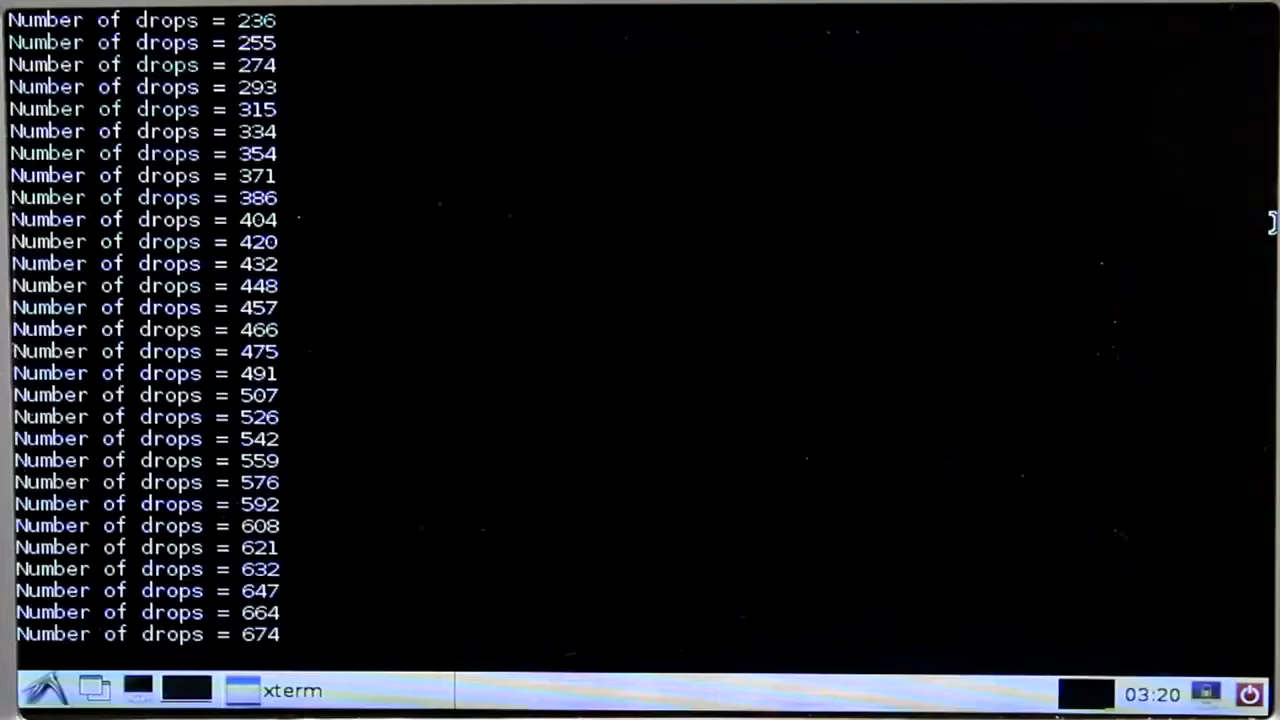 Number of drops = 236
Number of drops = 255
Number of drops = 274
Number of drops = 293
Number of drops = 315
Number of drops = 334
Number of drops = 354
Number of drops = 371
Number of drops = 386
Number of drops = 404
Number of drops = 420
Number of drops = 432
Number of drops = 448
Number of drops = 457
Number of drops = 466
Number of drops = 475
Number of drops = 491
Number of drops = 507
Number of drops = 526
Number of drops = 542
Number of drops = 559
Number of drops = 576
Number of drops = 592
Number of drops = 608
Number of drops = 621
Number of drops = 632
Number of drops = 647
Number of drops = 664
Number of drops = 674
xterm 03:20